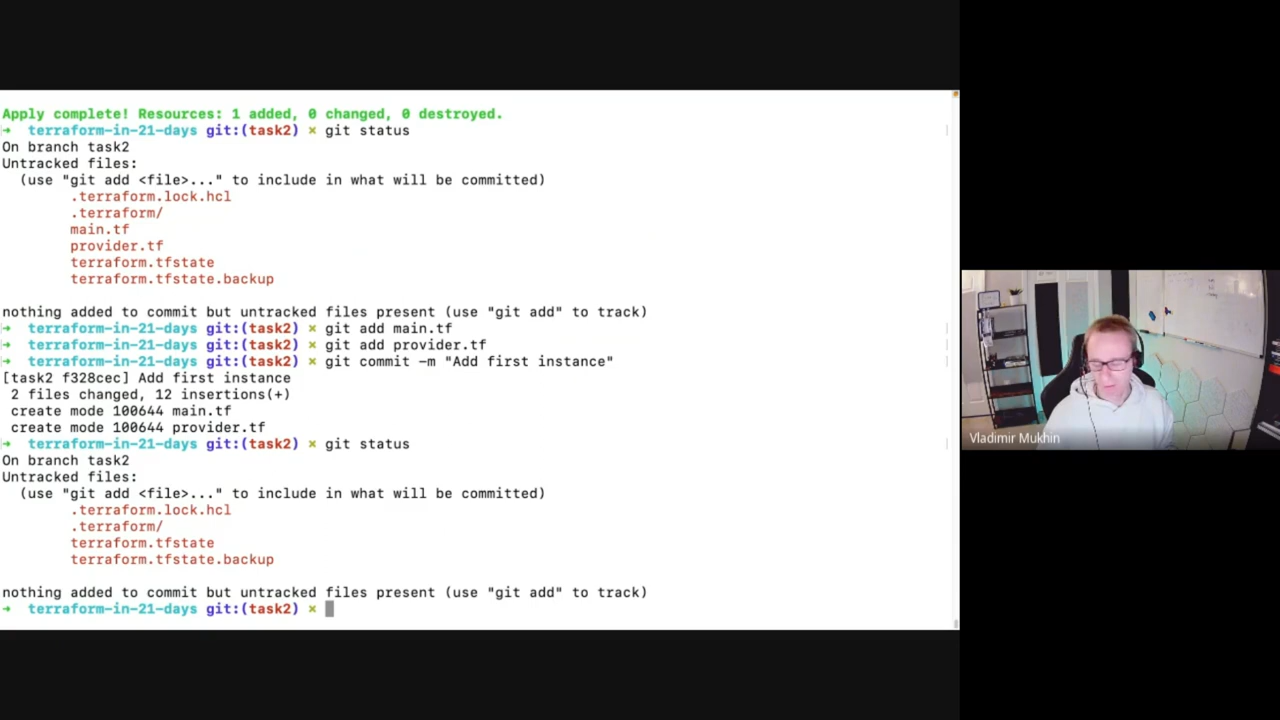 Apply complete! Resources: 1 added, 0 changed, 0 destroyed.
→ terraform-in-21-days git:(task2) × git status
On branch task2
Untracked files:
(use "git add <file>..." to include in what will be committed)
.terraform.lock.hcl
.terraform/
main.tf
provider.tf
terraform.tfstate
terraform.tfstate.backup
nothing added to commit but untracked files present (use "git add" to track)
→ terraform-in-21-days git:(task2) × git add main.tf
→ terraform-in-21-days git:(task2) × git add provider.tf
→ terraform-in-21-days git:(task2) × git commit -m "Add first instance"
[task2 f328cec] Add first instance
2 files changed, 12 insertions(+)
create mode 100644 main.tf
create mode 100644 provider.tf
→ terraform-in-21-days git:(task2) × git status
On branch task2
Untracked files:
(use "git add <file>..." to include in what will be committed)
.terraform.lock.hcl
.terraform/
terraform.tfstate
terraform.tfstate.backup
nothing added to commit but untracked files present (use "git add" to track)
→ terraform-in-21-days git:(task2) ×
Vladimir Mukhin